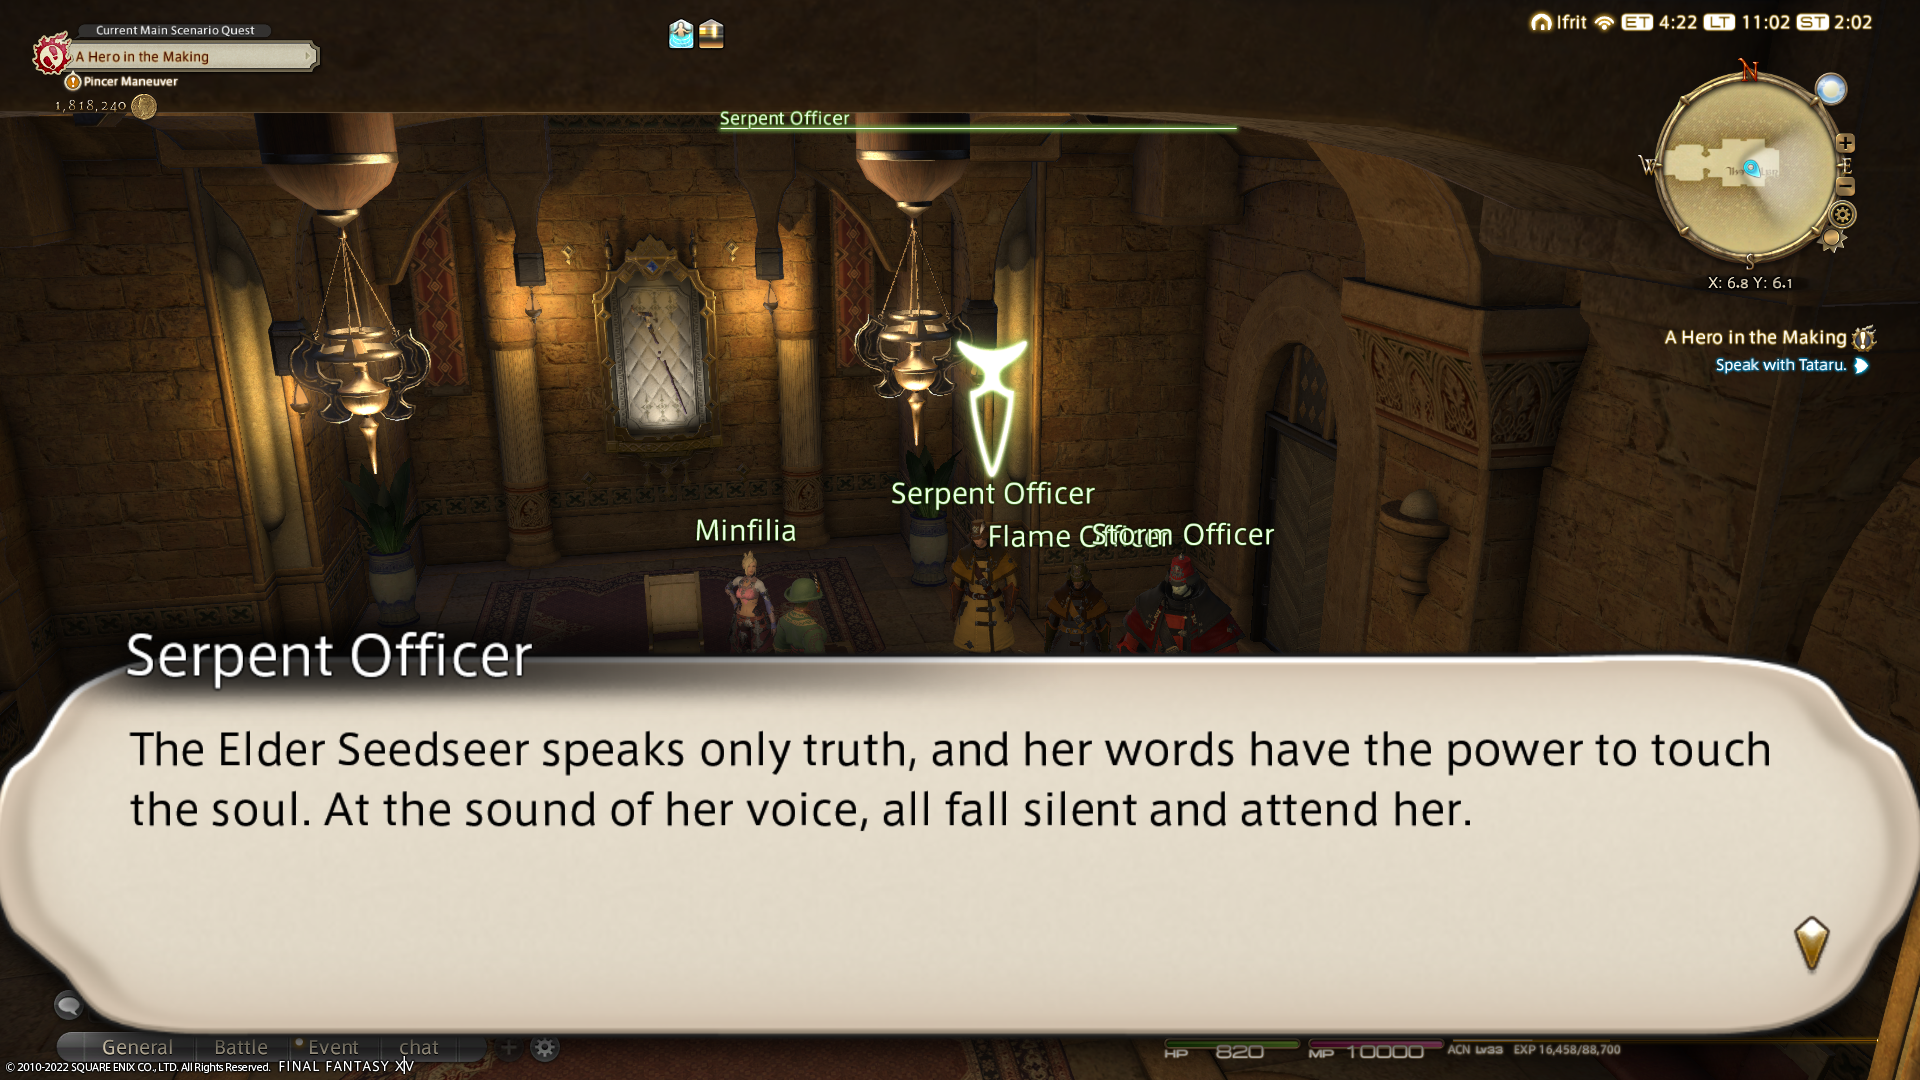 Current Main Scenario Quest
A Hero in the Making
Pincer Maneuver
1,818,240
Ifrit ET 4:22 LT 11:02 ST 2:02
Serpent Officer
N
W
E
S
X: 6.8 Y: 6.1
A Hero in the Making
Speak with Tataru.
Serpent Officer
Minfilia
Flame Officer
Storm Officer
Serpent Officer
The Elder Seedseer speaks only truth, and her words have the power to touch
the soul. At the sound of her voice, all fall silent and attend her.
General Battle Event chat
HP 820 MP 10000 ACN Lv33 EXP 16,458/88,700
© 2010-2022 SQUARE ENIX CO., LTD. All Rights Reserved. FINAL FANTASY XIV